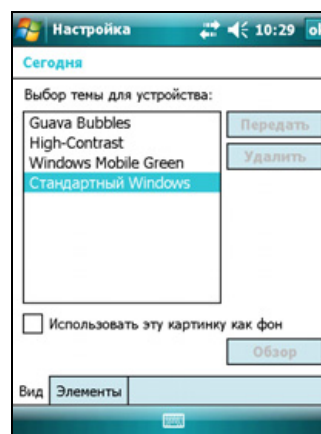 Настройка 10:29 ok
Сегодня
Выбор темы для устройства:
Guava Bubbles
High-Contrast
Windows Mobile Green
Стандартный Windows
Передать
Удалить
Использовать эту картинку как фон
Обзор
Вид Элементы